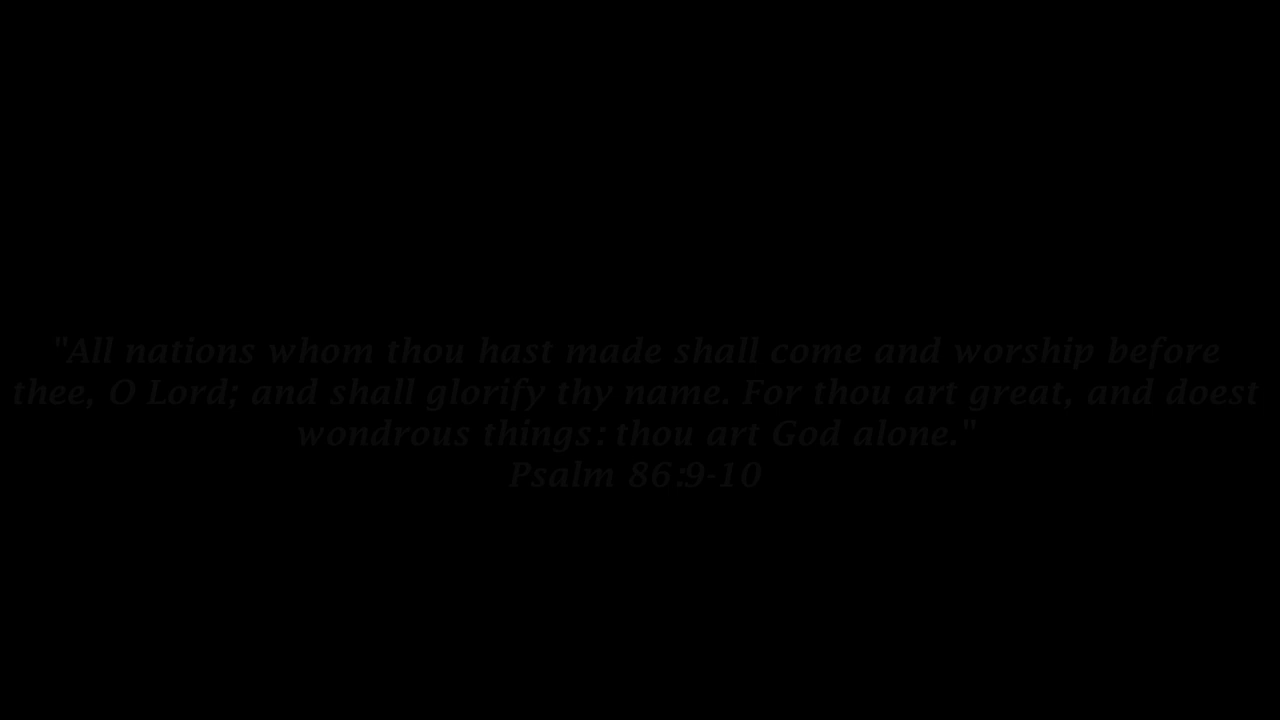 "All nations whom thou hast made shall come and worship before
thee, O Lord; and shall glorify thy name. For thou art great, and doest
wondrous things: thou art God alone."
Psalm 86:9-10